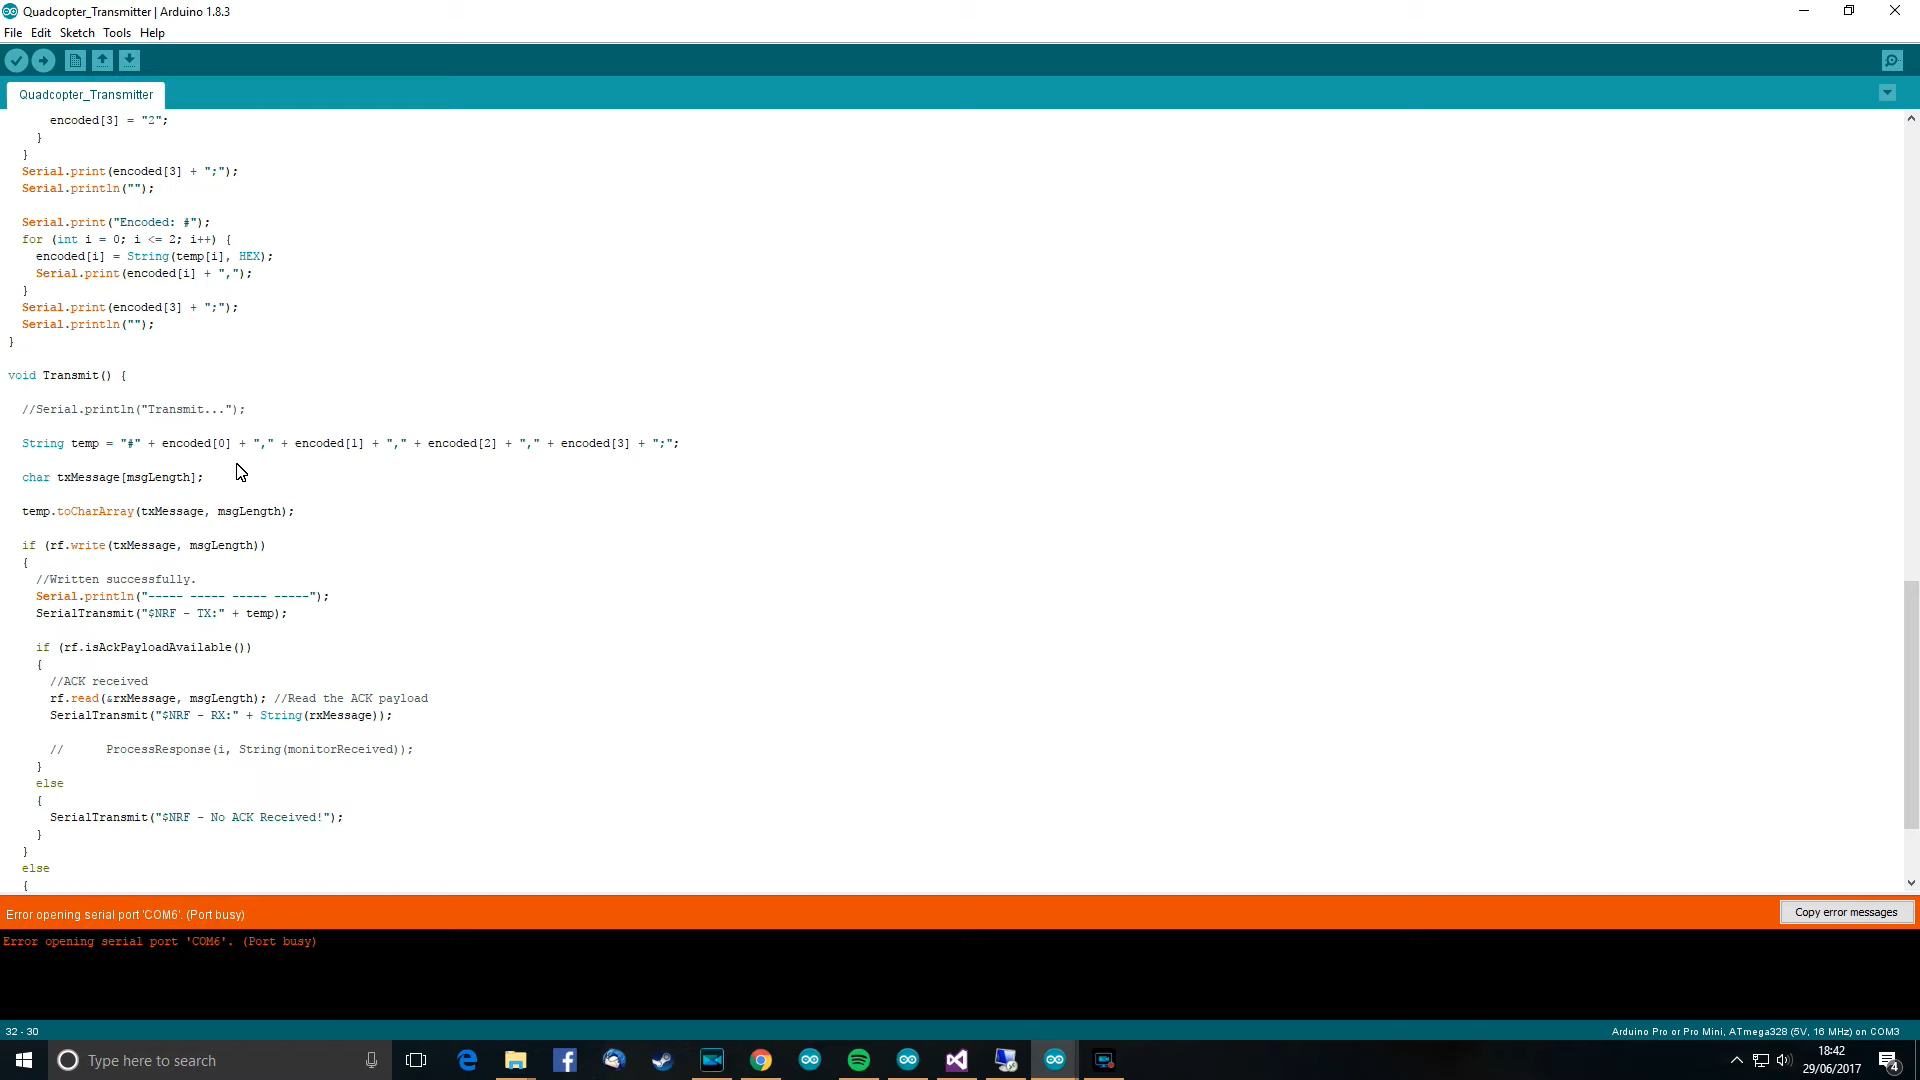 Quadcopter_Transmitter | Arduino 1.8.3
File Edit Sketch Tools Help
Quadcopter_Transmitter
encoded[3] = "2";
}
}
Serial.print(encoded[3] + ";");
Serial.println("");
Serial.print("Encoded: #");
for (int i = 0; i <= 2; i++) {
encoded[i] = String(temp[i], HEX);
Serial.print(encoded[i] + ",");
}
Serial.print(encoded[3] + ";");
Serial.println("");
}
void Transmit() {
//Serial.println("Transmit...");
String temp = "#" + encoded[0] + "," + encoded[1] + "," + encoded[2] + "," + encoded[3] + ";";
char txMessage[msgLength];
temp.toCharArray(txMessage, msgLength);
if (rf.write(txMessage, msgLength))
{
//Written successfully.
Serial.println("----- ----- ----- -----");
SerialTransmit("$NRF - TX:" + temp);
if (rf.isAckPayloadAvailable())
{
//ACK received
rf.read(&rxMessage, msgLength); //Read the ACK payload
SerialTransmit("$NRF - RX:" + String(rxMessage));
// ProcessResponse(i, String(monitorReceived));
}
else
{
SerialTransmit("$NRF - No ACK Received!");
}
}
else
{
Error opening serial port 'COM6'. (Port busy)
Copy error messages
Error opening serial port 'COM6'. (Port busy)
32 - 30
Arduino Pro or Pro Mini, ATmega328 (5V, 16 MHz) on COM3
Type here to search
18:42
29/06/2017
4